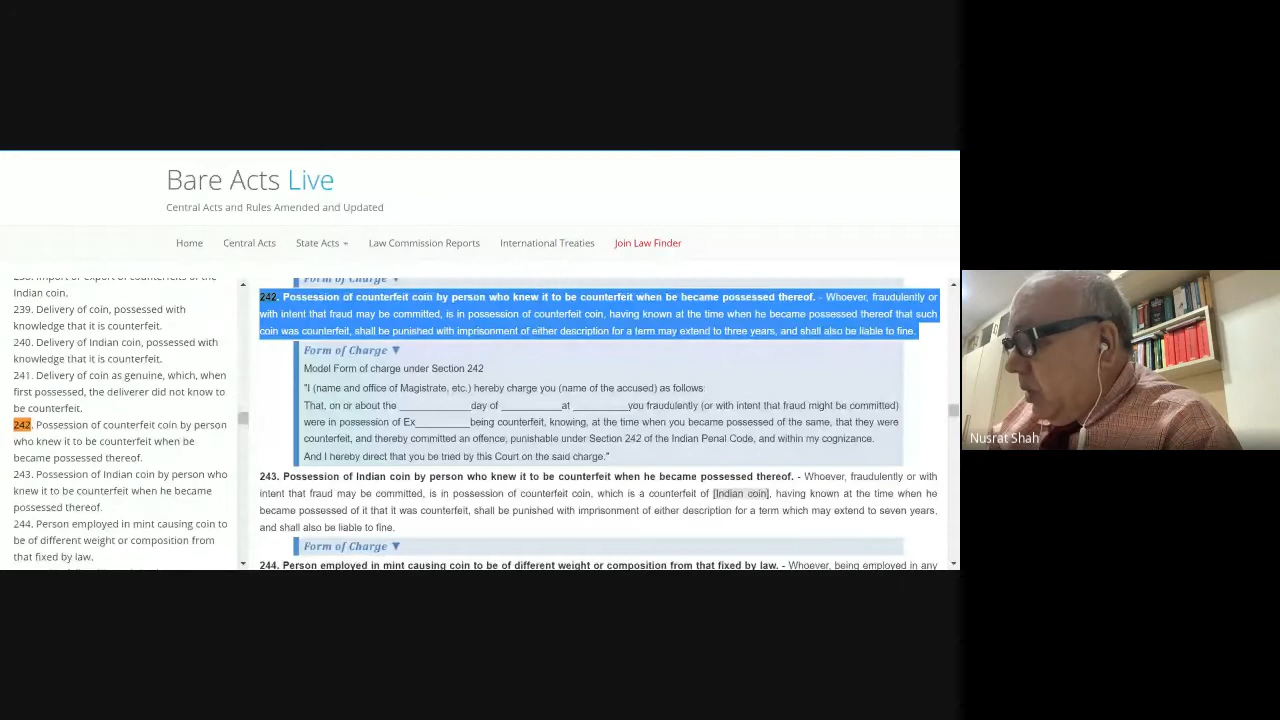 Bare Acts Live
Central Acts and Rules Amended and Updated
Home Central Acts State Acts Law Commission Reports International Treaties Join Law Finder
238. Import or export of counterfeits of the
Indian coin.
239. Delivery of coin, possessed with
knowledge that it is counterfeit.
240. Delivery of Indian coin, possessed with
knowledge that it is counterfeit.
241. Delivery of coin as genuine, which, when
first possessed, the deliverer did not know to
be counterfeit.
242. Possession of counterfeit coin by person
who knew it to be counterfeit when be
became possessed thereof.
243. Possession of Indian coin by person who
knew it to be counterfeit when he became
possessed thereof.
244. Person employed in mint causing coin to
be of different weight or composition from
that fixed by law.
Form of Charge ▼
242. Possession of counterfeit coin by person who knew it to be counterfeit when be became possessed thereof. - Whoever, fraudulently or
with intent that fraud may be committed, is in possession of counterfeit coin, having known at the time when he became possessed thereof that such
coin was counterfeit, shall be punished with imprisonment of either description for a term may extend to three years, and shall also be liable to fine.
Form of Charge ▼
Model Form of charge under Section 242
"I (name and office of Magistrate, etc.) hereby charge you (name of the accused) as follows:
That, on or about the ____________day of __________at _________you fraudulently (or with intent that fraud might be committed)
were in possession of Ex_________being counterfeit, knowing, at the time when you became possessed of the same, that they were
counterfeit, and thereby committed an offence, punishable under Section 242 of the Indian Penal Code, and within my cognizance.
And I hereby direct that you be tried by this Court on the said charge."
243. Possession of Indian coin by person who knew it to be counterfeit when he became possessed thereof. - Whoever, fraudulently or with
intent that fraud may be committed, is in possession of counterfeit coin, which is a counterfeit of [Indian coin], having known at the time when he
became possessed of it that it was counterfeit, shall be punished with imprisonment of either description for a term which may extend to seven years,
and shall also be liable to fine.
Form of Charge ▼
244. Person employed in mint causing coin to be of different weight or composition from that fixed by law. - Whoever, being employed in any
Nusrat Shah